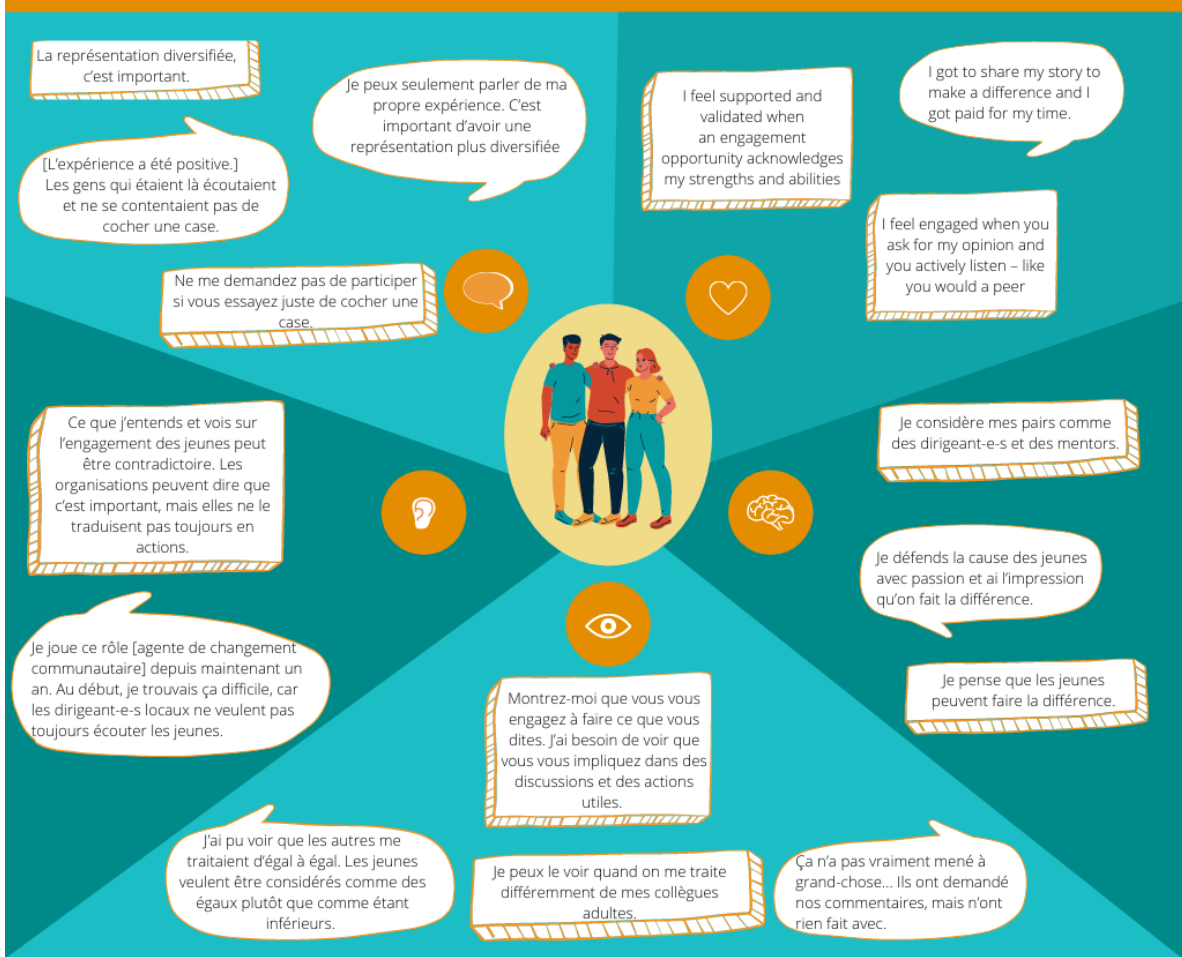 La représentation diversifiée,
c'est important.
Je peux seulement parler de ma
propre expérience. C'est
important d'avoir une
représentation plus diversifiée
[L'expérience a été positive.]
Les gens qui étaient là écoutaient
et ne se contentaient pas de
cocher une case.
Ne me demandez pas de participer
si vous essayez juste de cocher une
case.
I feel supported and
validated when
an engagement
opportunity acknowledges
my strengths and abilities
I got to share my story to
make a difference and I
got paid for my time.
I feel engaged when you
ask for my opinion and
you actively listen – like
you would a peer
Ce que j'entends et vois sur
l'engagement des jeunes peut
être contradictoire. Les
organisations peuvent dire que
c'est important, mais elles ne le
traduisent pas toujours en
actions.
Je joue ce rôle [agente de changement
communautaire] depuis maintenant un
an. Au début, je trouvais ça difficile, car
les dirigeant-e-s locaux ne veulent pas
toujours écouter les jeunes.
Je considère mes pairs comme
des dirigeant-e-s et des mentors.
Je défends la cause des jeunes
avec passion et ai l'impression
qu'on fait la différence.
Je pense que les jeunes
peuvent faire la différence.
Montrez-moi que vous vous
engagez à faire ce que vous
dites. J'ai besoin de voir que
vous vous impliquez dans des
discussions et des actions
utiles.
J'ai pu voir que les autres me
traitaient d'égal à égal. Les jeunes
veulent être considérés comme des
égaux plutôt que comme étant
inférieurs.
Je peux le voir quand on me traite
différemment de mes collègues
adultes.
Ça n'a pas vraiment mené à
grand-chose... Ils ont demandé
nos commentaires, mais n'ont
rien fait avec.